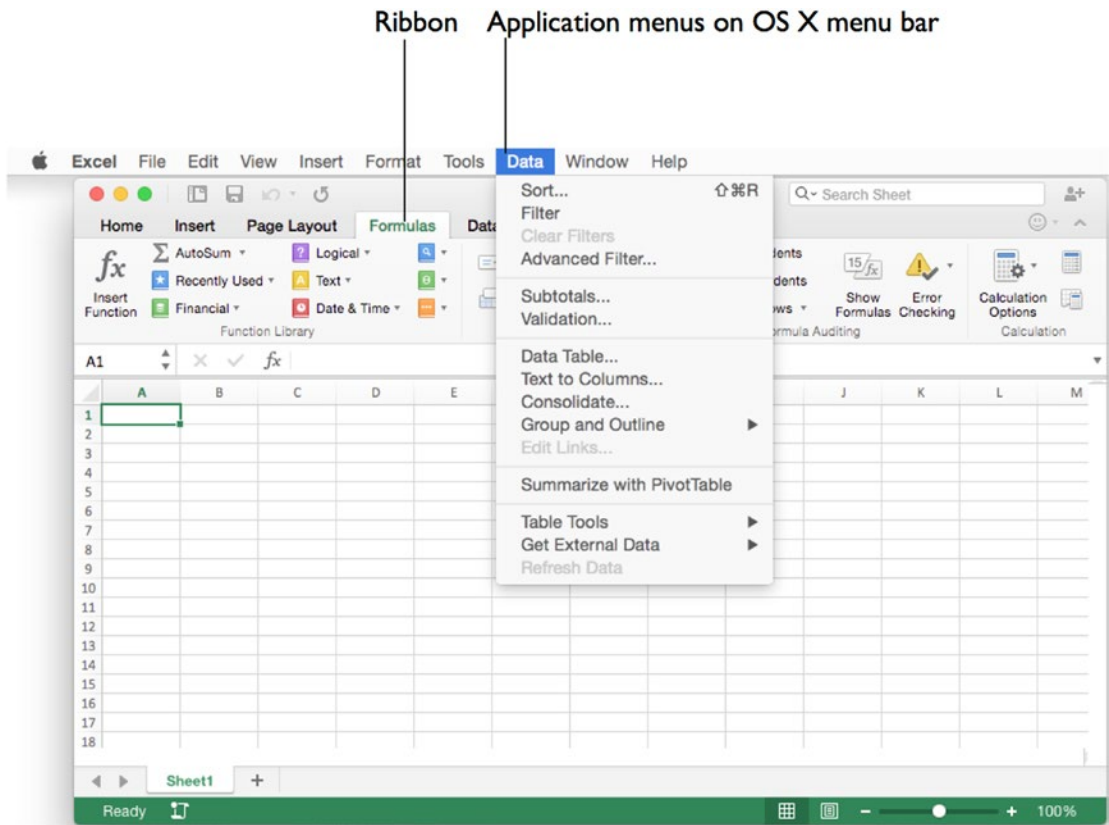 Ribbon Application menus on OS X menu bar
Excel File Edit View Insert Format Tools Data Window Help
Search Sheet
Home Insert Page Layout Formulas Data
fx
Insert Function
AutoSum
Recently Used
Financial
Logical
Text
Date & Time
Function Library
Sort... ⇧⌘R
Filter
Clear Filters
Advanced Filter...
Subtotals...
Validation...
Data Table...
Text to Columns...
Consolidate...
Group and Outline
Edit Links...
Summarize with PivotTable
Table Tools
Get External Data
Refresh Data
15 fx
Show Formulas
Error Checking
Calculation Options
Calculation
A1 fx
A B C D E J K L M
1
2
3
4
5
6
7
8
9
10
11
12
13
14
15
16
17
18
Sheet1 +
Ready 100%